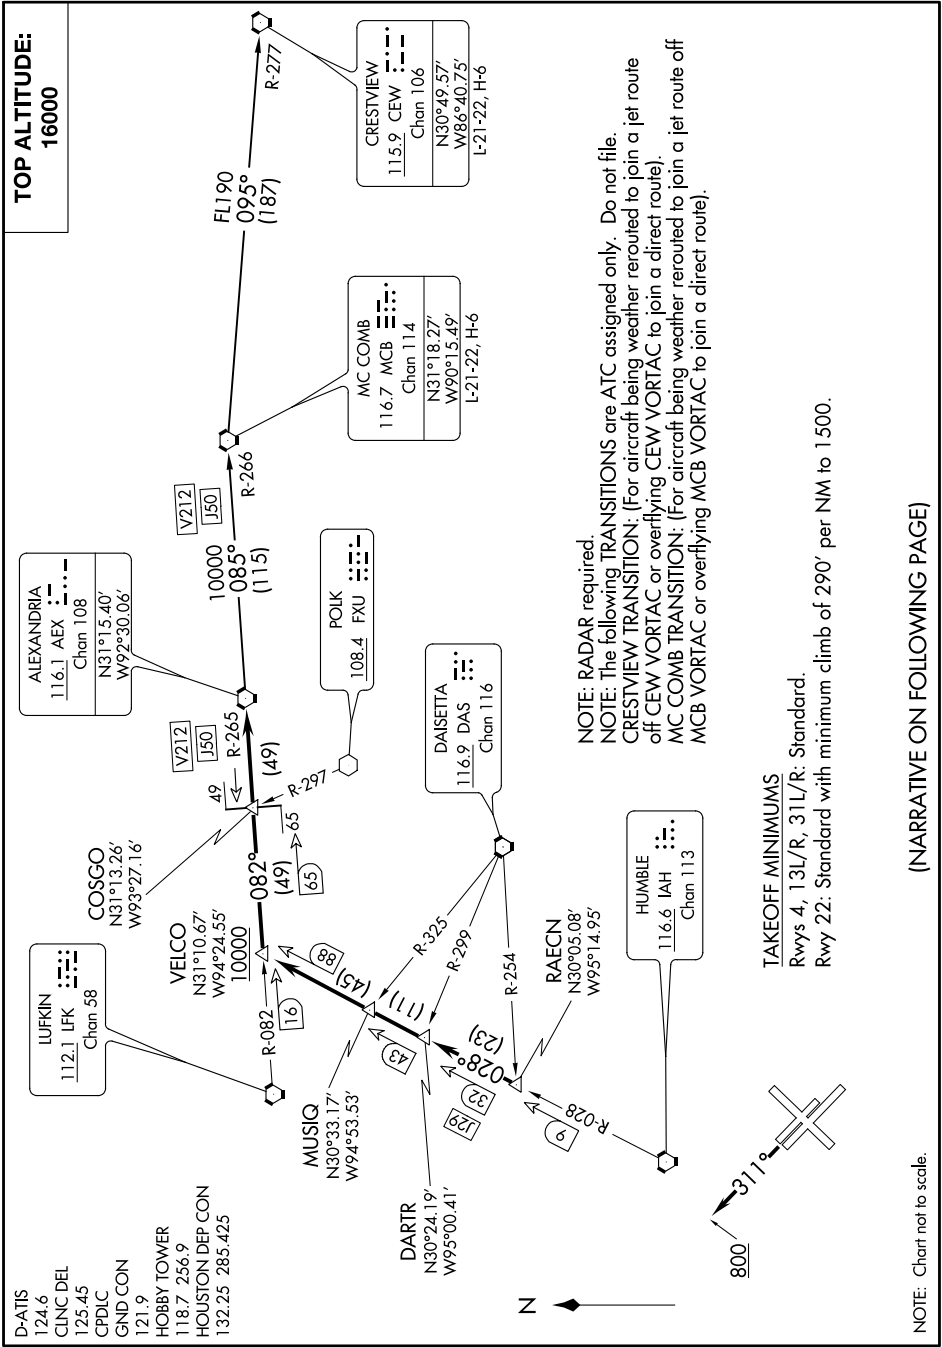 TOP ALTITUDE:
16000
D-ATIS
124.6
CLNC DEL
125.45
CPDLC
GND CON
121.9
HOBBY TOWER
118.7 256.9
HOUSTON DEP CON
132.25 285.425
LUFKIN
112.1 LFK
Chan 58
ALEXANDRIA
116.1 AEX
Chan 108
N31°15.40'
W92°30.06'
CRESTVIEW
115.9 CEW
Chan 106
N30°49.57'
W86°40.75'
L-21-22, H-6
MC COMB
116.7 MCB
Chan 114
N31°18.27'
W90°15.49'
L-21-22, H-6
POLK
108.4 FXU
DAISETTA
116.9 DAS
Chan 116
HUMBLE
116.6 IAH
Chan 113
COSGO
N31°13.26'
W93°27.16'
VELCO
N31°10.67'
W94°24.55'
10000
MUSIQ
N30°33.17'
W94°53.53'
DARTR
N30°24.19'
W95°00.41'
RAECN
N30°05.08'
W95°14.95'
R-277
FL190
095°
(187)
R-266
V212
J50
10000
085°
(115)
V212
J50
R-265
(49)
49
65
65
R-297
082°
(49)
R-082
16
88
(45)
R-325
R-299
R-254
(11)
43
(23)
028°
32
J29
9
R-028
311°
800
N
NOTE: RADAR required.
NOTE: The following TRANSITIONS are ATC assigned only. Do not file.
CRESTVIEW TRANSITION: (For aircraft being weather rerouted to join a jet route
off CEW VORTAC or overflying CEW VORTAC to join a direct route).
MC COMB TRANSITION: (For aircraft being weather rerouted to join a jet route off
MCB VORTAC or overflying MCB VORTAC to join a direct route).
TAKEOFF MINIMUMS
Rwys 4, 13L/R, 31L/R: Standard.
Rwy 22: Standard with minimum climb of 290' per NM to 1500.
(NARRATIVE ON FOLLOWING PAGE)
NOTE: Chart not to scale.